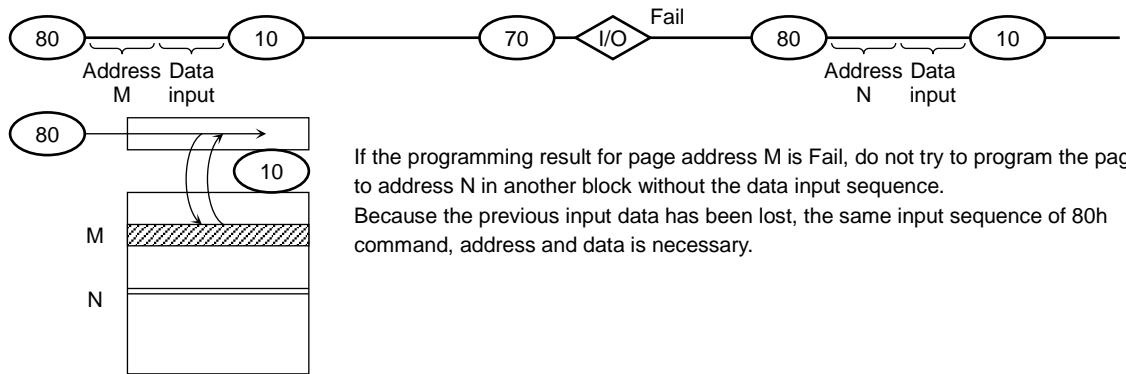 Fail
80 10 70 I/O 80 10
Address Data Address Data
M input N input
80
10
If the programming result for page address M is Fail, do not try to program the pag
to address N in another block without the data input sequence.
Because the previous input data has been lost, the same input sequence of 80h
command, address and data is necessary.
M
N